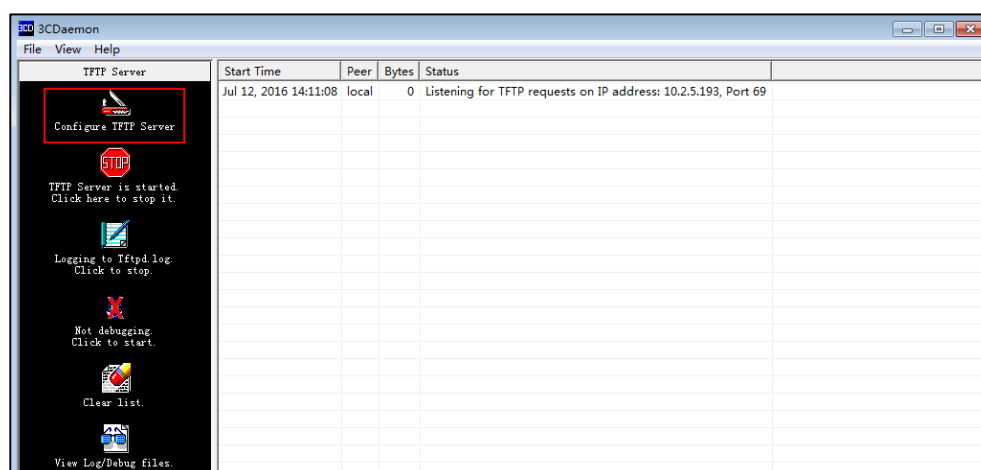 3CD 3CDaemon
File View Help
TFTP Server
Start Time Peer Bytes Status
Jul 12, 2016 14:11:08 local 0 Listening for TFTP requests on IP address: 10.2.5.193, Port 69
Configure TFTP Server
STOP
TFTP Server is started.
Click here to stop it.
Logging to Tftpd.log.
Click to stop.
Not debugging.
Click to start.
Clear list.
View Log/Debug files.